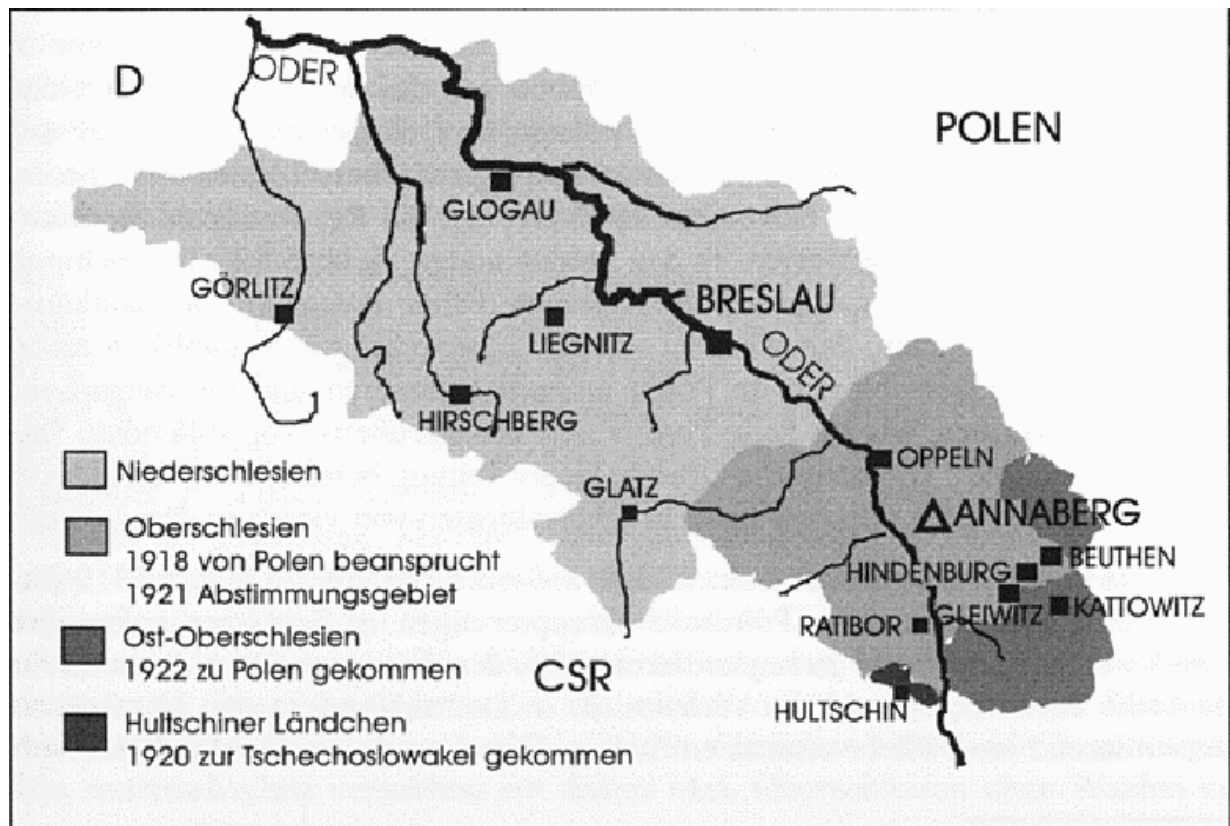 D
ODER
POLEN
GLOGAU
GÖRLITZ
BRESLAU
LIEGNITZ
ODER
HIRSCHBERG
OPPELN
GLATZ
ANNABERG
BEUTHEN
HINDENBURG
GLEIWITZ
KATTOWITZ
RATIBOR
CSR
HULTSCHIN
Niederschlesien
Oberschlesien
1918 von Polen beansprucht
1921 Abstimmungsgebiet
Ost-Oberschlesien
1922 zu Polen gekommen
Hultschiner Ländchen
1920 zur Tschechoslowakei gekommen